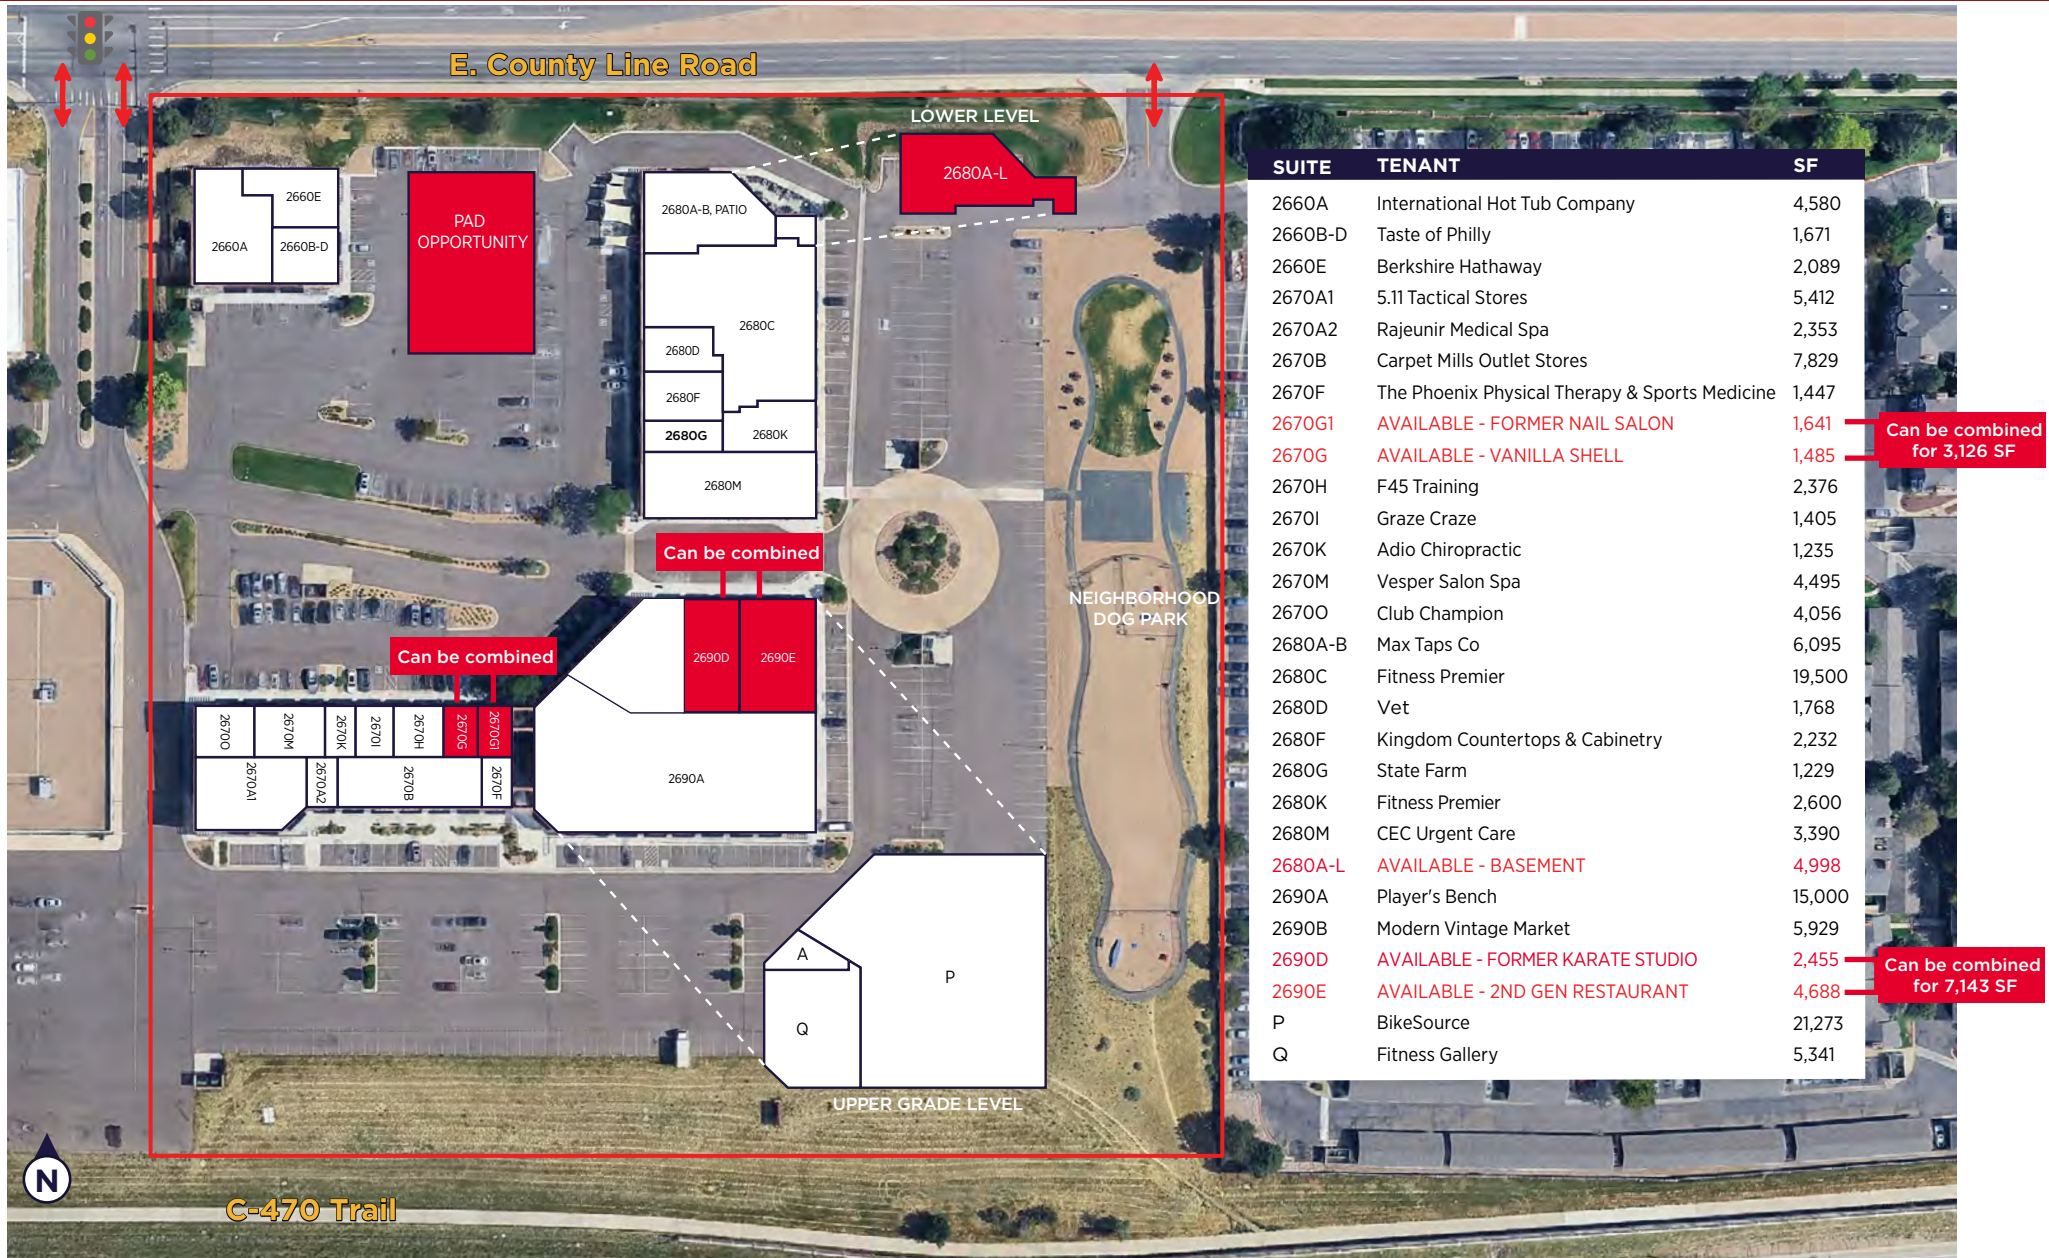 E. County Line Road
LOWER LEVEL
2680A-L
2660E
2660A
2660B-D
PAD
OPPORTUNITY
2680A-B, PATIO
2680C
2680D
2680F
2680G
2680K
2680M
Can be combined
2690D
2690E
NEIGHBORHOOD
DOG PARK
Can be combined
2670O
2670M
2670K
2670I
2670H
2670G
2670G1
2670A1
2670A2
2670B
2670F
2690A
A
P
Q
UPPER GRADE LEVEL
N
C-470 Trail
SUITE TENANT SF
2660A International Hot Tub Company 4,580
2660B-D Taste of Philly 1,671
2660E Berkshire Hathaway 2,089
2670A1 5.11 Tactical Stores 5,412
2670A2 Rajeunir Medical Spa 2,353
2670B Carpet Mills Outlet Stores 7,829
2670F The Phoenix Physical Therapy & Sports Medicine 1,447
2670G1 AVAILABLE - FORMER NAIL SALON 1,641
2670G AVAILABLE - VANILLA SHELL 1,485
Can be combined
for 3,126 SF
2670H F45 Training 2,376
2670I Graze Craze 1,405
2670K Adio Chiropractic 1,235
2670M Vesper Salon Spa 4,495
2670O Club Champion 4,056
2680A-B Max Taps Co 6,095
2680C Fitness Premier 19,500
2680D Vet 1,768
2680F Kingdom Countertops & Cabinetry 2,232
2680G State Farm 1,229
2680K Fitness Premier 2,600
2680M CEC Urgent Care 3,390
2680A-L AVAILABLE - BASEMENT 4,998
2690A Player's Bench 15,000
2690B Modern Vintage Market 5,929
2690D AVAILABLE - FORMER KARATE STUDIO 2,455
2690E AVAILABLE - 2ND GEN RESTAURANT 4,688
Can be combined
for 7,143 SF
P BikeSource 21,273
Q Fitness Gallery 5,341